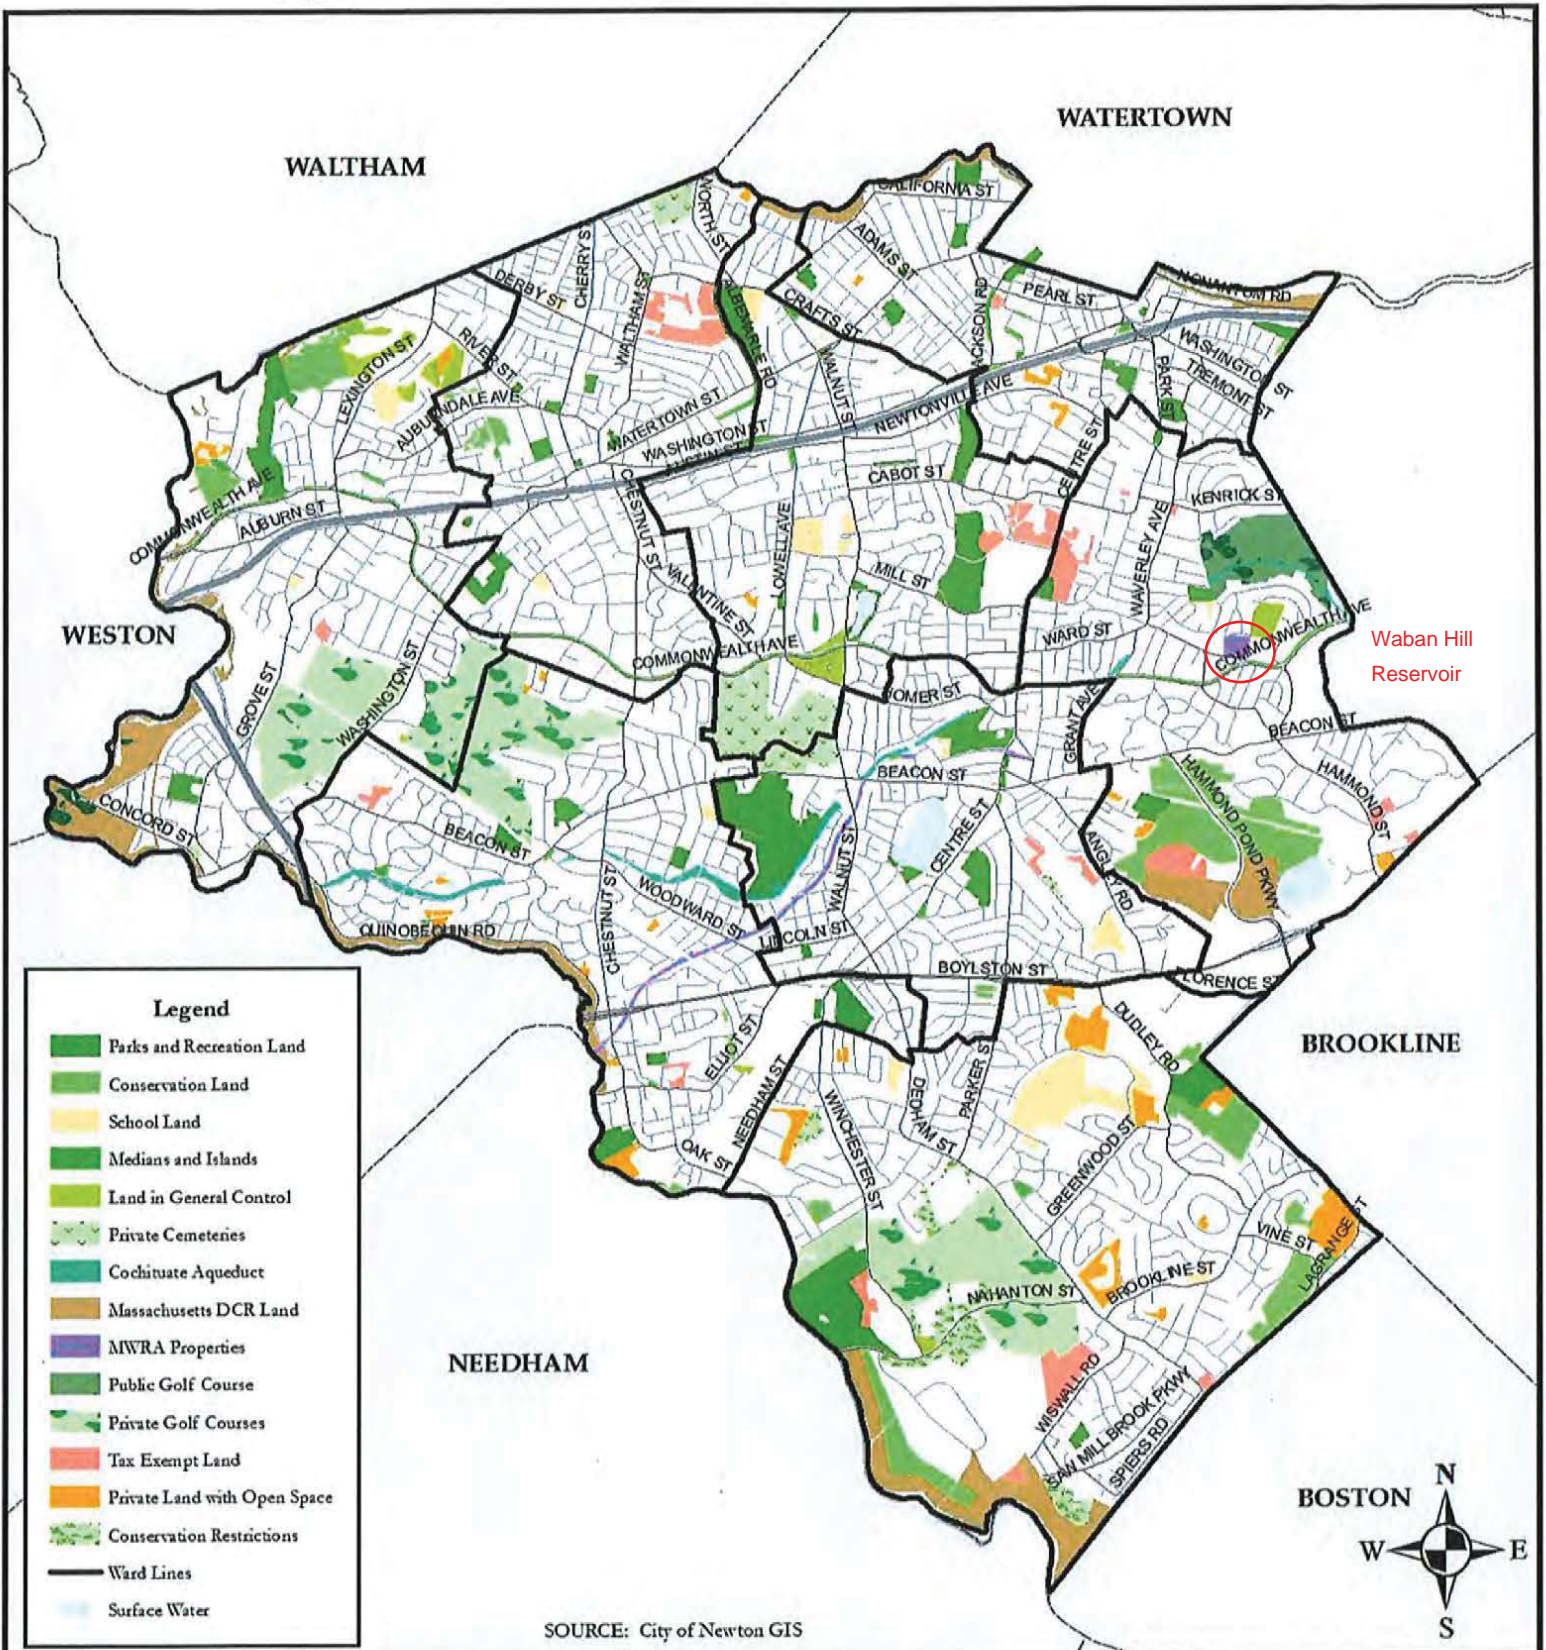 WATERTOWN
WALTHAM
CALIFORNIA ST
NORTH ST
ADAMS ST
CHERRY ST
DERBY ST
WALTHAM ST
ALBEMARLE RD
CRAFTS ST
JACKSON RD
PEARL ST
NONANTUM RD
WASHINGTON ST
TREMONT ST
PARK ST
LEXINGTON ST
RIVER ST
AUBURNDALE AVE
WATERTOWN ST
WASHINGTON ST
AUSTIN ST
WALNUT ST
NEWTONVILLE AVE
CENTRE ST
CABOT ST
KENRICK ST
COMMONWEALTH AVE
AUBURN ST
CHESTNUT ST
LOWELL AVE
VALENTINE ST
MILL ST
WAVERLEY AVE
WARD ST
COMMONWEALTH AVE
COMMONWEALTH AVE
Waban Hill
Reservoir
WESTON
GROVE ST
WASHINGTON ST
HOMER ST
GRANT AVE
BEACON ST
HAMMOND POND PKWY
HAMMOND ST
CONCORD ST
BEACON ST
BEACON ST
CENTRE ST
WALNUT ST
LANGLEY RD
WOODWARD ST
CHESTNUT ST
QUINOBEQUIN RD
LINCOLN ST
BOYLSTON ST
FLORENCE ST
ELLIOT ST
NEEDHAM ST
OAK ST
WINCHESTER ST
DEDHAM ST
PARKER ST
DUDLEY RD
GREENWOOD ST
BROOKLINE
VINE ST
LAGRANGE ST
BROOKLINE ST
NAHANTON ST
WISWALL RD
SAW MILL BROOK PKWY
SPIERS RD
NEEDHAM
BOSTON
N
W
E
S
Legend
Parks and Recreation Land
Conservation Land
School Land
Medians and Islands
Land in General Control
Private Cemeteries
Cochituate Aqueduct
Massachusetts DCR Land
MWRA Properties
Public Golf Course
Private Golf Courses
Tax Exempt Land
Private Land with Open Space
Conservation Restrictions
Ward Lines
Surface Water
SOURCE: City of Newton GIS